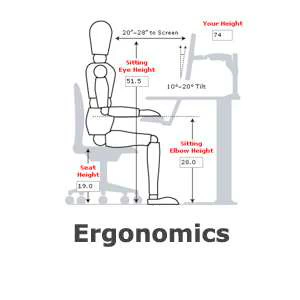 Your Height
74
20"–28" to Screen
Sitting
Eye Height
51.5
10°–20° Tilt
Sitting
Elbow Height
28.0
Seat
Height
19.0
Ergonomics